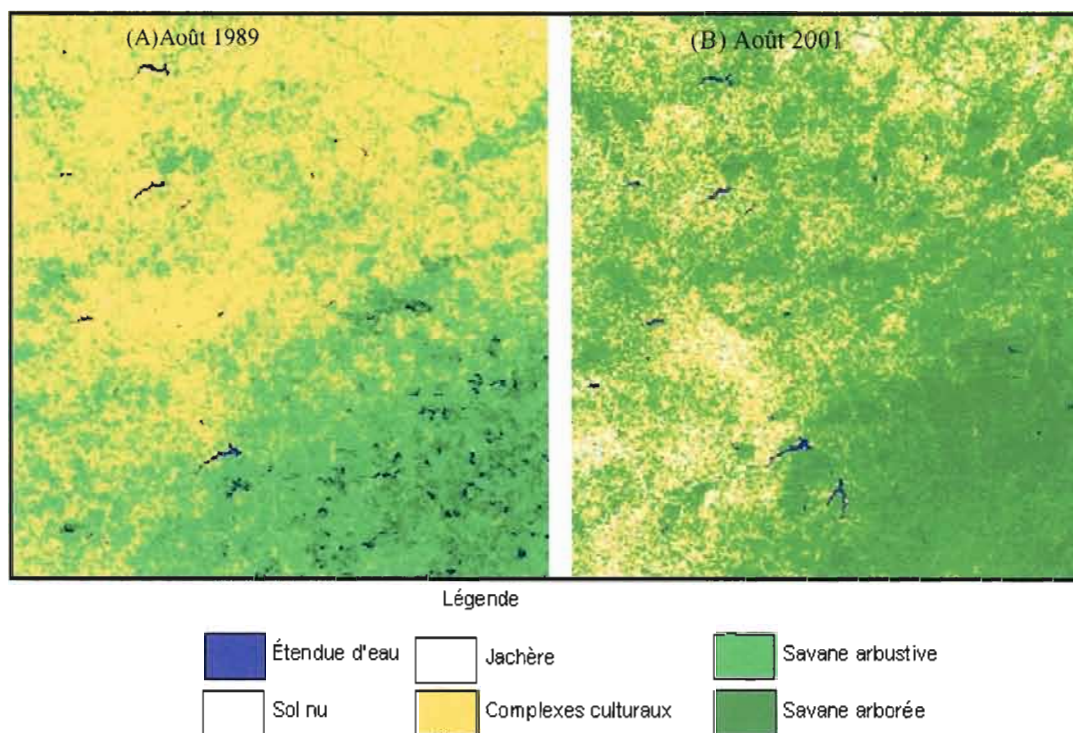 (A)Août 1989
(B) Août 2001
Légende
Étendue d'eau
Jachère
Savane arbustive
Sol nu
Complexes culturaux
Savane arborée